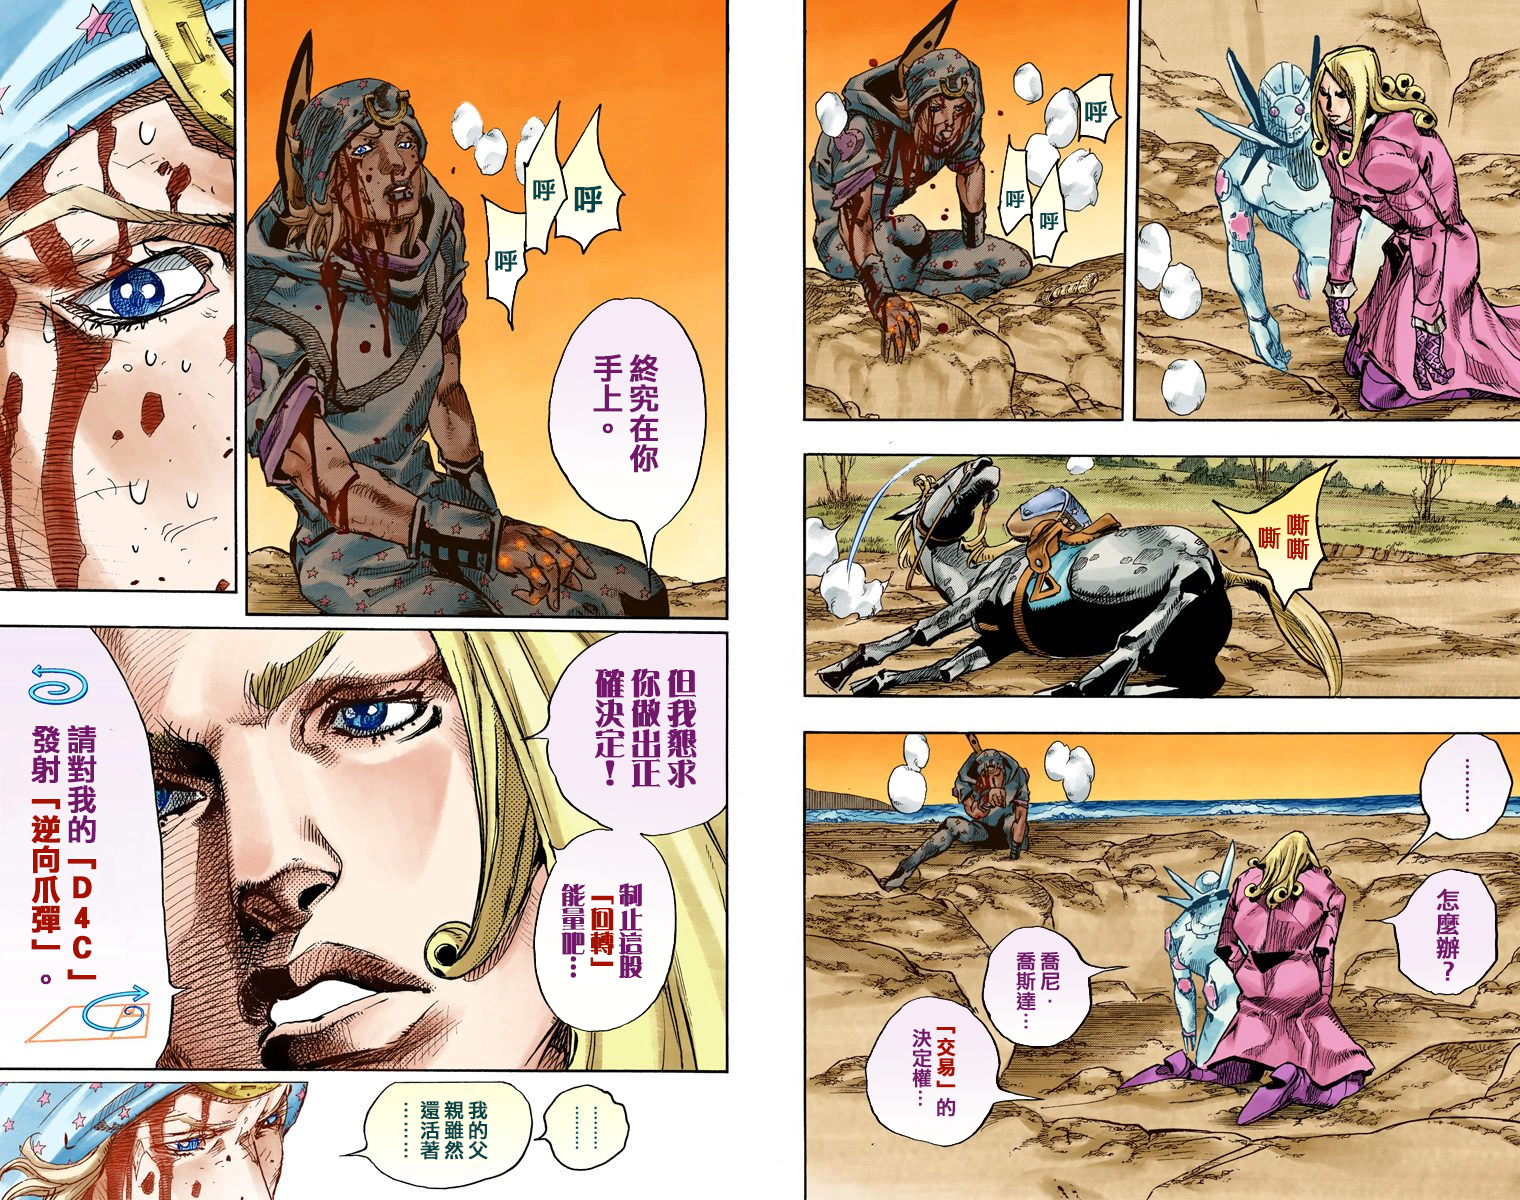 呼
呼
呼
嘶嘶
嘶
………
怎麼辦？
喬尼．
喬斯達…
「交易」的
決定權…
呼
呼
呼
終究在你
手上。
但我懇求
你做出正
確決定！
制止這股
「回轉」
能量吧…
請對我的「D4C」
發射「逆向爪彈」。
………
………
我的父
親雖然
還活著
………